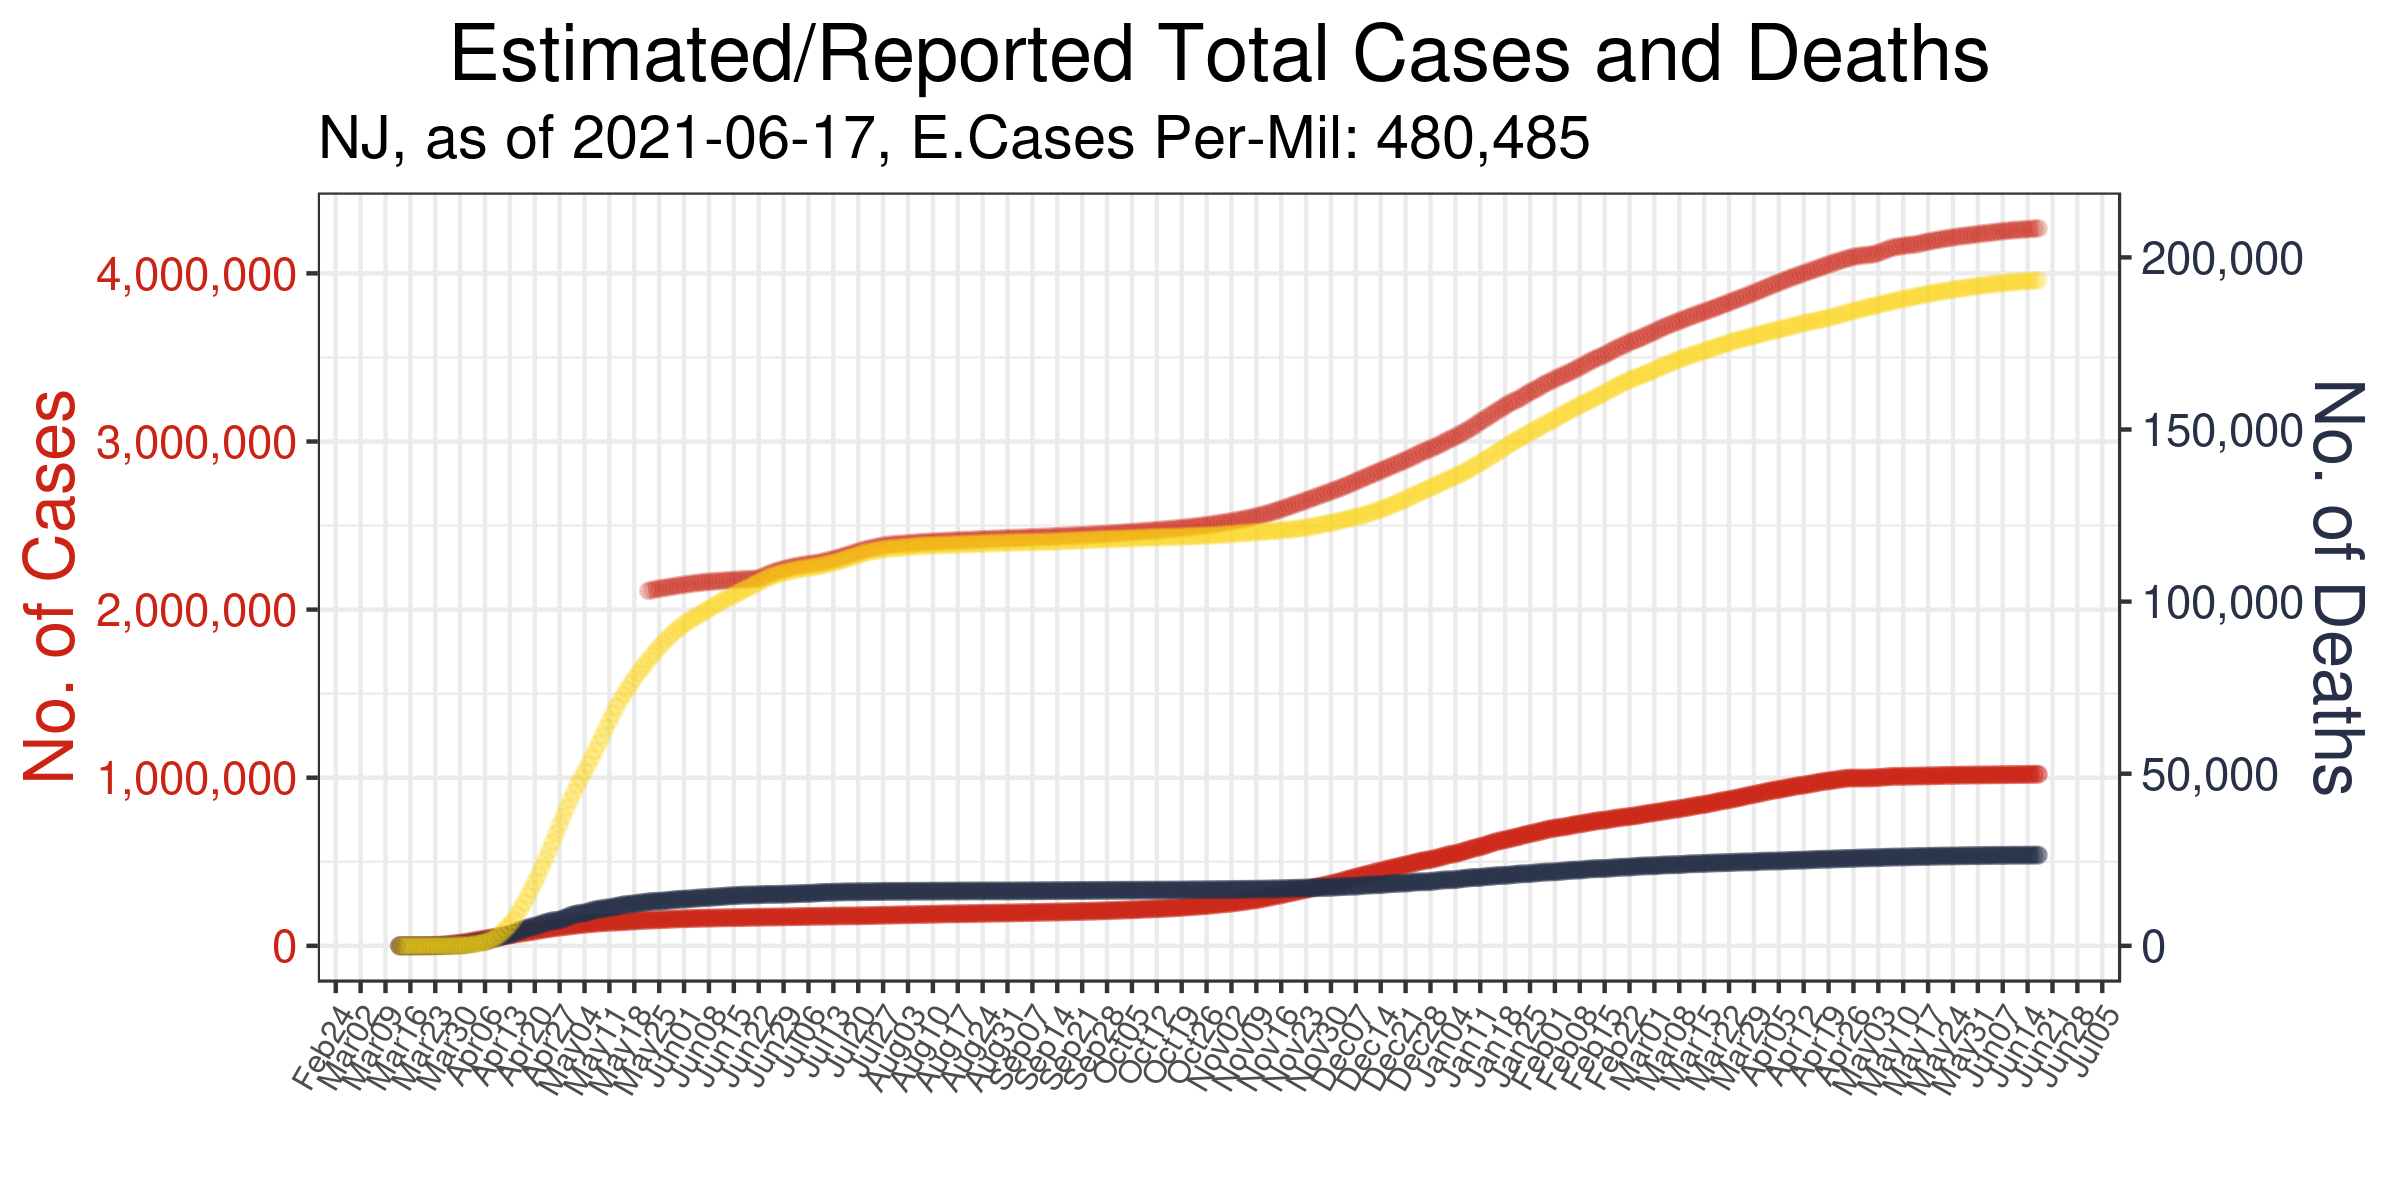 Estimated/Reported Total Cases and Deaths
NJ, as of 2021-06-17, E.Cases Per-Mil: 480,485
No. of Cases
4,000,000
3,000,000
2,000,000
1,000,000
0
200,000
150,000
100,000
50,000
0
No. of Deaths
Feb24
Mar02
Mar09
Mar16
Mar23
Mar30
Apr06
Apr13
Apr20
Apr27
May04
May11
May18
May25
Jun01
Jun08
Jun15
Jun22
Jun29
Jul06
Jul13
Jul20
Jul27
Aug03
Aug10
Aug17
Aug24
Aug31
Sep07
Sep14
Sep21
Sep28
Oct05
Oct12
Oct19
Oct26
Nov02
Nov09
Nov16
Nov23
Nov30
Dec07
Dec14
Dec21
Dec28
Jan04
Jan11
Jan18
Jan25
Feb01
Feb08
Feb15
Feb22
Mar01
Mar08
Mar15
Mar22
Mar29
Apr05
Apr12
Apr19
Apr26
May03
May10
May17
May24
May31
Jun07
Jun14
Jun21
Jun28
Jul05